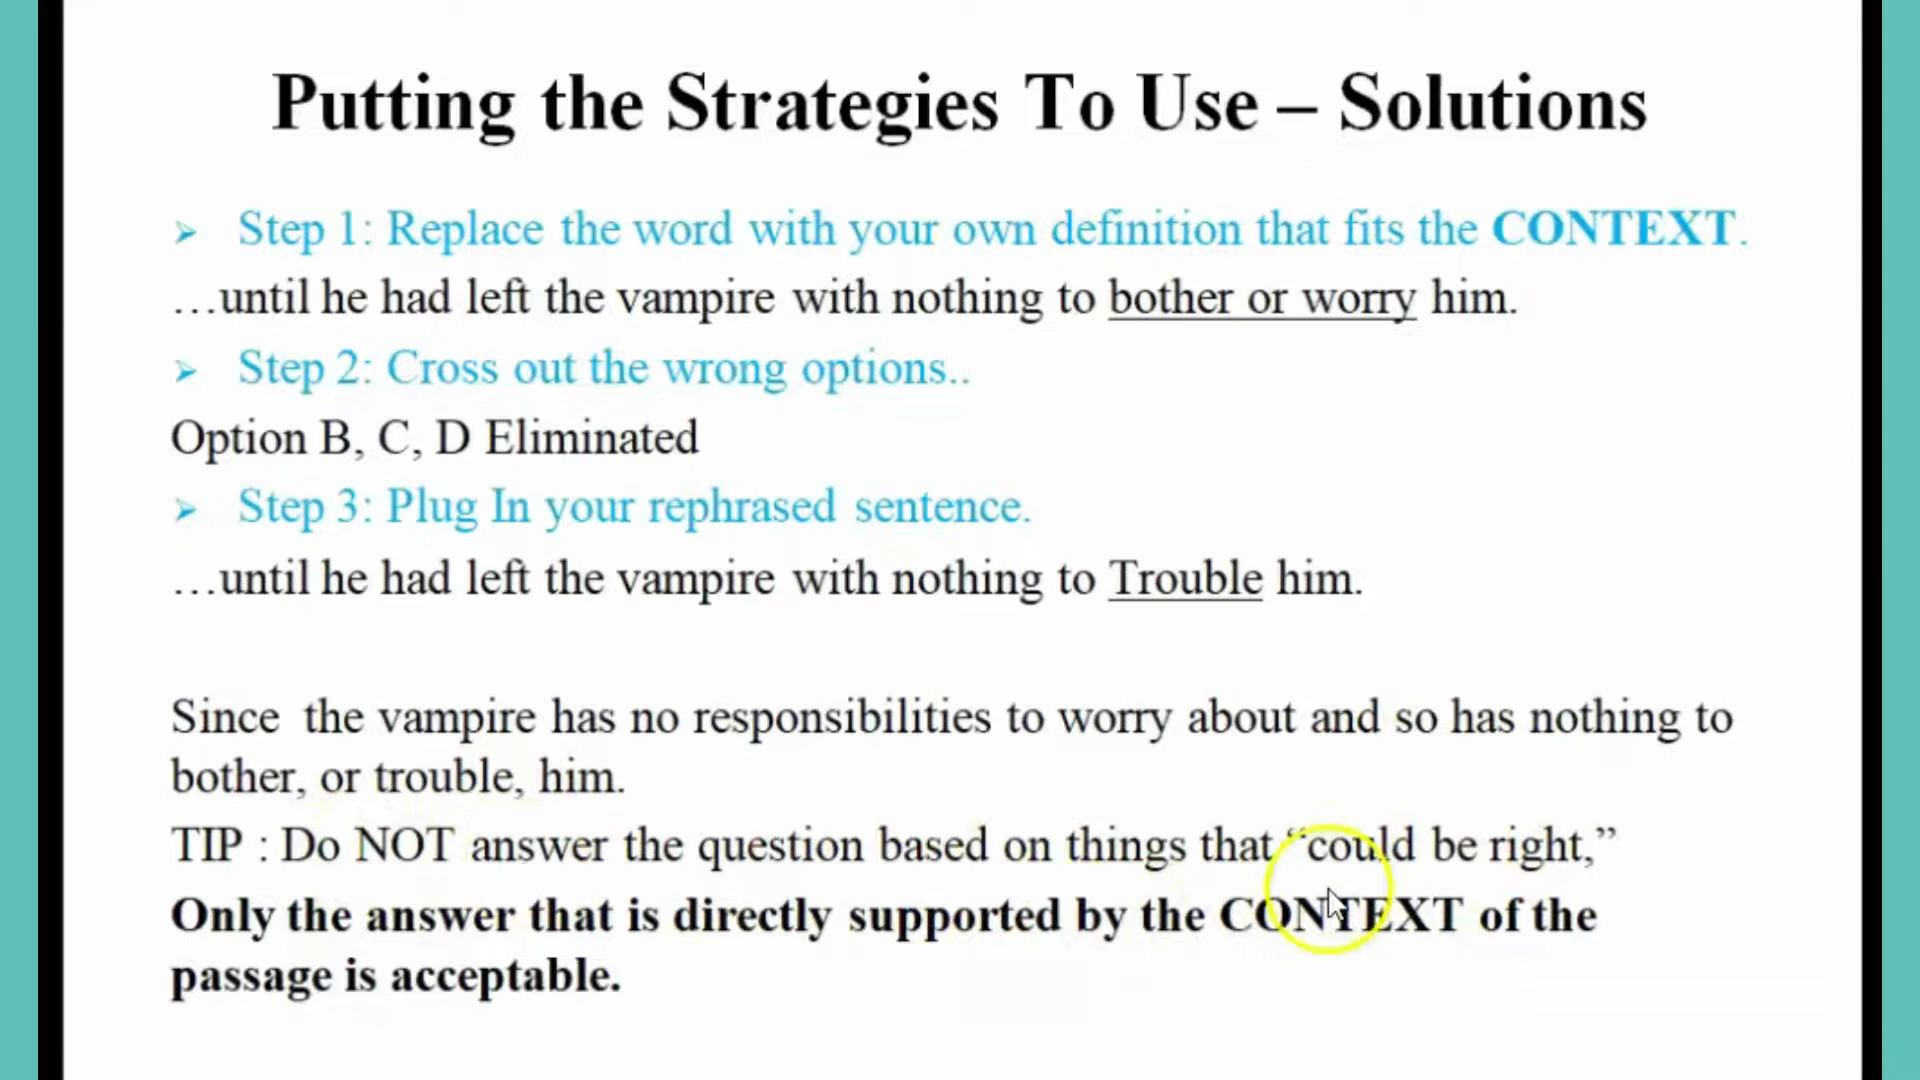 Putting the Strategies To Use – Solutions
➢ Step 1: Replace the word with your own definition that fits the CONTEXT.
…until he had left the vampire with nothing to bother or worry him.
➢ Step 2: Cross out the wrong options..
Option B, C, D Eliminated
➢ Step 3: Plug In your rephrased sentence.
…until he had left the vampire with nothing to Trouble him.
Since the vampire has no responsibilities to worry about and so has nothing to
bother, or trouble, him.
TIP : Do NOT answer the question based on things that “could be right,”
Only the answer that is directly supported by the CONTEXT of the
passage is acceptable.